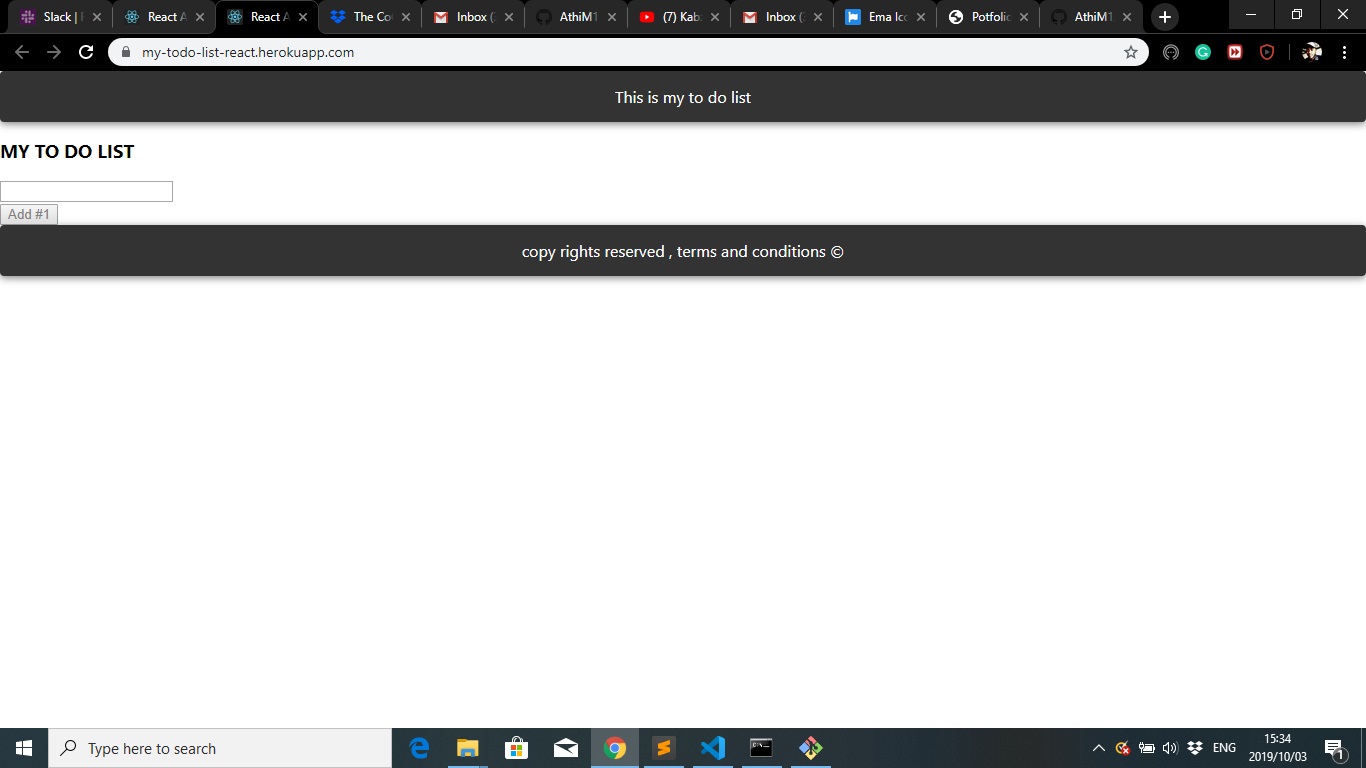 Slack |
React A
React A
The Co
Inbox (
AthiM1
(7) Kab
Inbox (
Ema Ico
Potfolio
AthiM1
my-todo-list-react.herokuapp.com
This is my to do list
MY TO DO LIST
Add #1
copy rights reserved , terms and conditions ©
Type here to search
ENG
15:34
2019/10/03
1